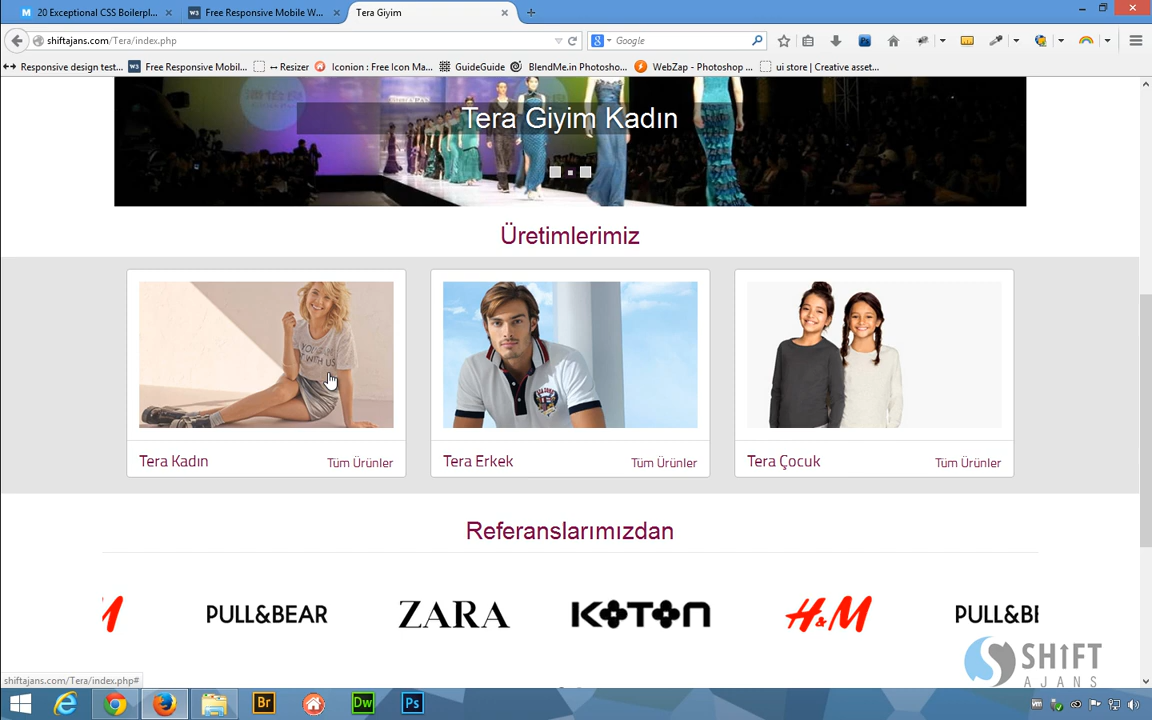 20 Exceptional CSS Boilerpl...
Free Responsive Mobile W...
Tera Giyim
shiftajans.com/Tera/index.php
Google
Responsive design test...
Free Responsive Mobil...
Resizer
Iconion : Free Icon Ma...
GuideGuide
BlendMe.in Photosho...
WebZap - Photoshop ...
ui store | Creative asset...
Tera Giyim Kadın
Üretimlerimiz
Tera Kadın
Tüm Ürünler
Tera Erkek
Tüm Ürünler
Tera Çocuk
Tüm Ürünler
Referanslarımızdan
M
PULL&BEAR
ZARA
KOTON
H&M
PULL&BE
SHIFT
AJANS
shiftajans.com/Tera/index.php#
Br
Dw
Ps